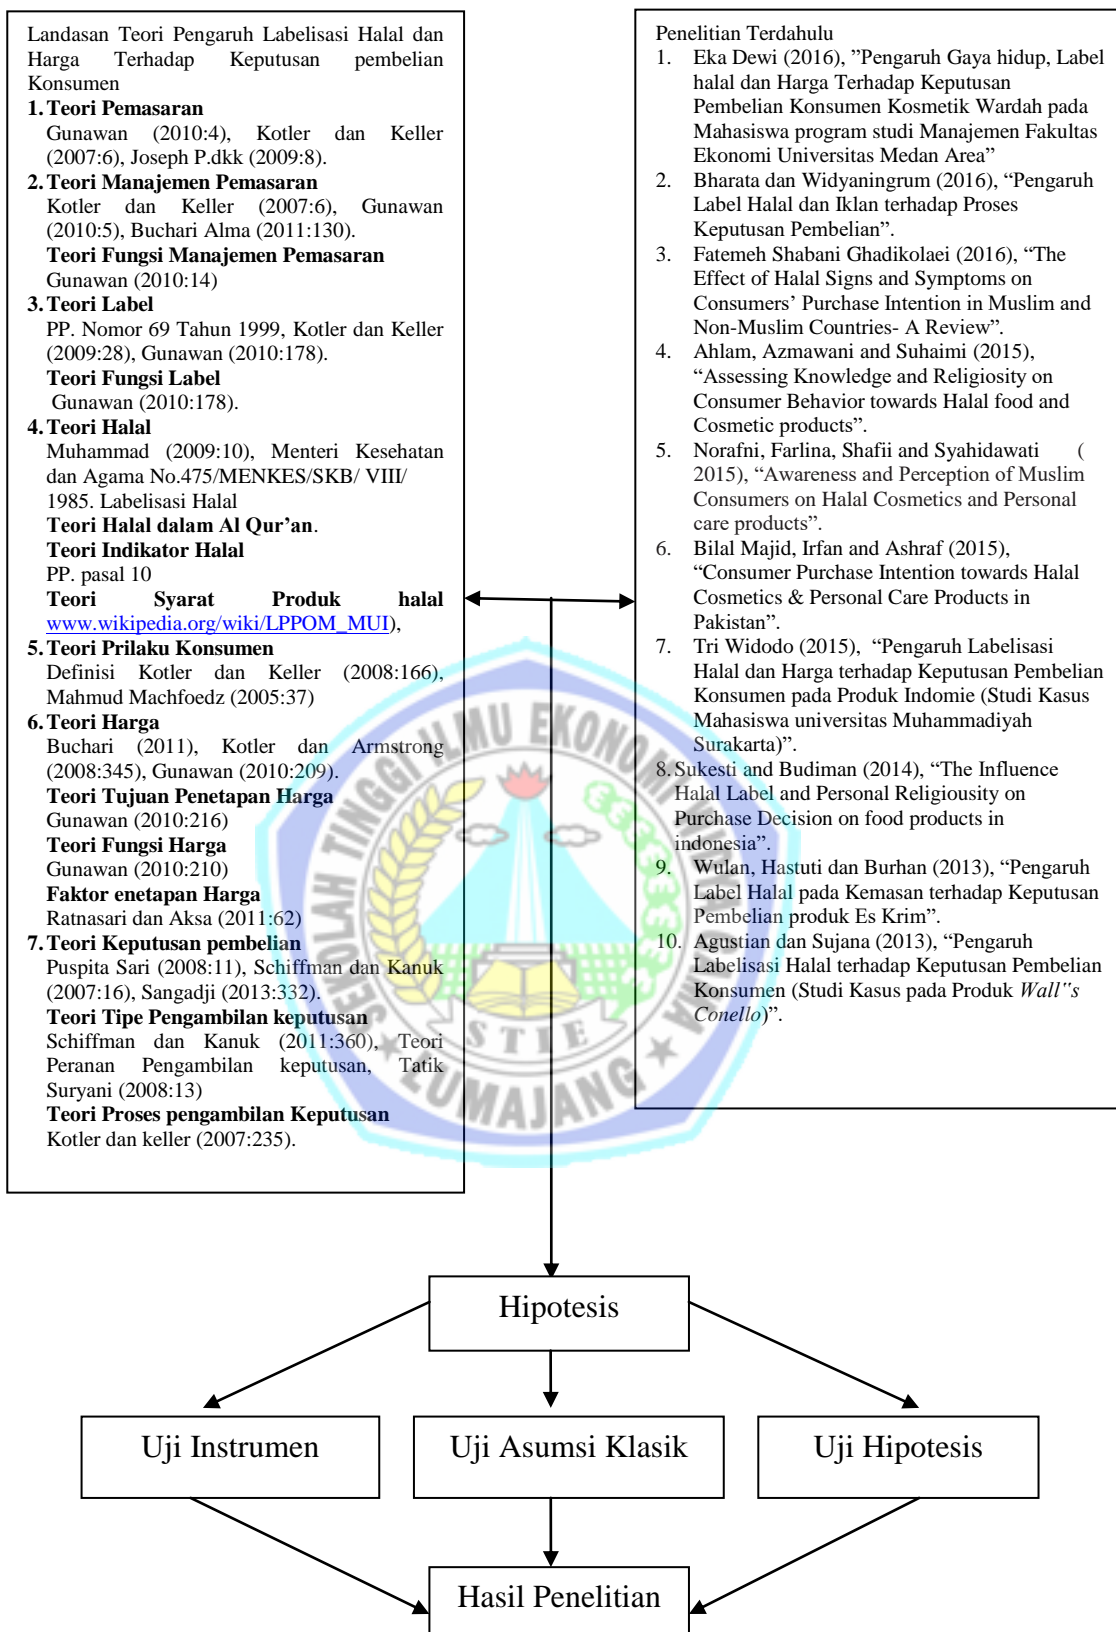 Landasan Teori Pengaruh Labelisasi Halal dan
Harga Terhadap Keputusan pembelian
Konsumen
1. Teori Pemasaran
Gunawan (2010:4), Kotler dan Keller
(2007:6), Joseph P.dkk (2009:8).
2. Teori Manajemen Pemasaran
Kotler dan Keller (2007:6), Gunawan
(2010:5), Buchari Alma (2011:130).
Teori Fungsi Manajemen Pemasaran
Gunawan (2010:14)
3. Teori Label
PP. Nomor 69 Tahun 1999, Kotler dan Keller
(2009:28), Gunawan (2010:178).
Teori Fungsi Label
Gunawan (2010:178).
4. Teori Halal
Muhammad (2009:10), Menteri Kesehatan
dan Agama No.475/MENKES/SKB/ VIII/
1985. Labelisasi Halal
Teori Halal dalam Al Qur’an.
Teori Indikator Halal
PP. pasal 10
Teori Syarat Produk halal
www.wikipedia.org/wiki/LPPOM_MUI),
5. Teori Prilaku Konsumen
Definisi Kotler dan Keller (2008:166),
Mahmud Machfoedz (2005:37)
6. Teori Harga
Buchari (2011), Kotler dan Armstrong
(2008:345), Gunawan (2010:209).
Teori Tujuan Penetapan Harga
Gunawan (2010:216)
Teori Fungsi Harga
Gunawan (2010:210)
Faktor enetapan Harga
Ratnasari dan Aksa (2011:62)
7. Teori Keputusan pembelian
Puspita Sari (2008:11), Schiffman dan Kanuk
(2007:16), Sangadji (2013:332).
Teori Tipe Pengambilan keputusan
Schiffman dan Kanuk (2011:360), Teori
Peranan Pengambilan keputusan, Tatik
Suryani (2008:13)
Teori Proses pengambilan Keputusan
Kotler dan keller (2007:235).
Penelitian Terdahulu
1. Eka Dewi (2016), ”Pengaruh Gaya hidup, Label
halal dan Harga Terhadap Keputusan
Pembelian Konsumen Kosmetik Wardah pada
Mahasiswa program studi Manajemen Fakultas
Ekonomi Universitas Medan Area”
2. Bharata dan Widyaningrum (2016), “Pengaruh
Label Halal dan Iklan terhadap Proses
Keputusan Pembelian”.
3. Fatemeh Shabani Ghadikolaei (2016), “The
Effect of Halal Signs and Symptoms on
Consumers’ Purchase Intention in Muslim and
Non-Muslim Countries- A Review”.
4. Ahlam, Azmawani and Suhaimi (2015),
“Assessing Knowledge and Religiosity on
Consumer Behavior towards Halal food and
Cosmetic products”.
5. Norafni, Farlina, Shafii and Syahidawati (
2015), “Awareness and Perception of Muslim
Consumers on Halal Cosmetics and Personal
care products”.
6. Bilal Majid, Irfan and Ashraf (2015),
“Consumer Purchase Intention towards Halal
Cosmetics & Personal Care Products in
Pakistan”.
7. Tri Widodo (2015), “Pengaruh Labelisasi
Halal dan Harga terhadap Keputusan Pembelian
Konsumen pada Produk Indomie (Studi Kasus
Mahasiswa universitas Muhammadiyah
Surakarta)”.
8. Sukesti and Budiman (2014), “The Influence
Halal Label and Personal Religiousity on
Purchase Decision on food products in
indonesia”.
9. Wulan, Hastuti dan Burhan (2013), “Pengaruh
Label Halal pada Kemasan terhadap Keputusan
Pembelian produk Es Krim”.
10. Agustian dan Sujana (2013), “Pengaruh
Labelisasi Halal terhadap Keputusan Pembelian
Konsumen (Studi Kasus pada Produk Wall"s
Conello)”.
SEKOLAH TINGGI ILMU EKONOMI WIDYA GAMA
STIE
LUMAJANG
Hipotesis
Uji Instrumen
Uji Asumsi Klasik
Uji Hipotesis
Hasil Penelitian